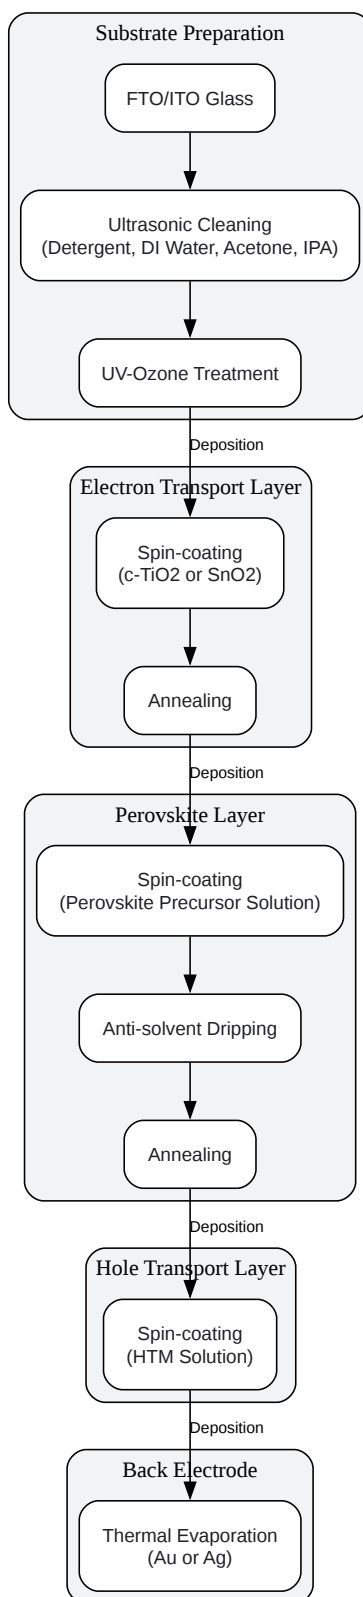 Substrate Preparation
FTO/ITO Glass
Ultrasonic Cleaning
(Detergent, DI Water, Acetone, IPA)
UV-Ozone Treatment
Deposition
Electron Transport Layer
Spin-coating
(c-TiO2 or SnO2)
Annealing
Deposition
Perovskite Layer
Spin-coating
(Perovskite Precursor Solution)
Anti-solvent Dripping
Annealing
Deposition
Hole Transport Layer
Spin-coating
(HTM Solution)
Deposition
Back Electrode
Thermal Evaporation
(Au or Ag)